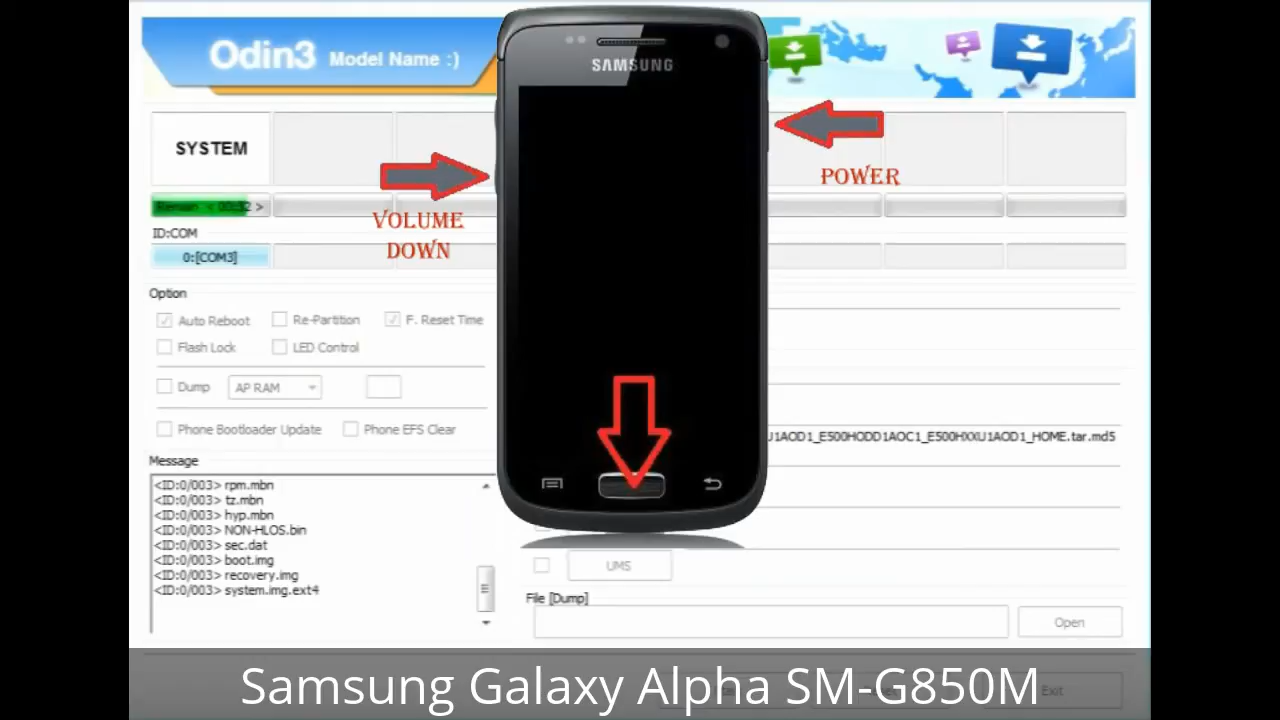 Odin3 Model Name :)
SAMSUNG
SYSTEM
POWER
VOLUME
DOWN
ID:COM
0:[COM3]
Option
Auto Reboot Re-Partition F. Reset Time
Flash Lock LED Control
Dump AP RAM
Phone Bootloader Update Phone EFS Clear
U1AOD1_E500HODD1AOC1_E500HXXU1AOD1_HOME.tar.md5
Message
<ID:0/003> rpm.mbn
<ID:0/003> tz.mbn
<ID:0/003> hyp.mbn
<ID:0/003> NON-HLOS.bin
<ID:0/003> sec.dat
<ID:0/003> boot.img
<ID:0/003> recovery.img
<ID:0/003> system.img.ext4
UMS
File [Dump]
Open
Samsung Galaxy Alpha SM-G850M
Exit